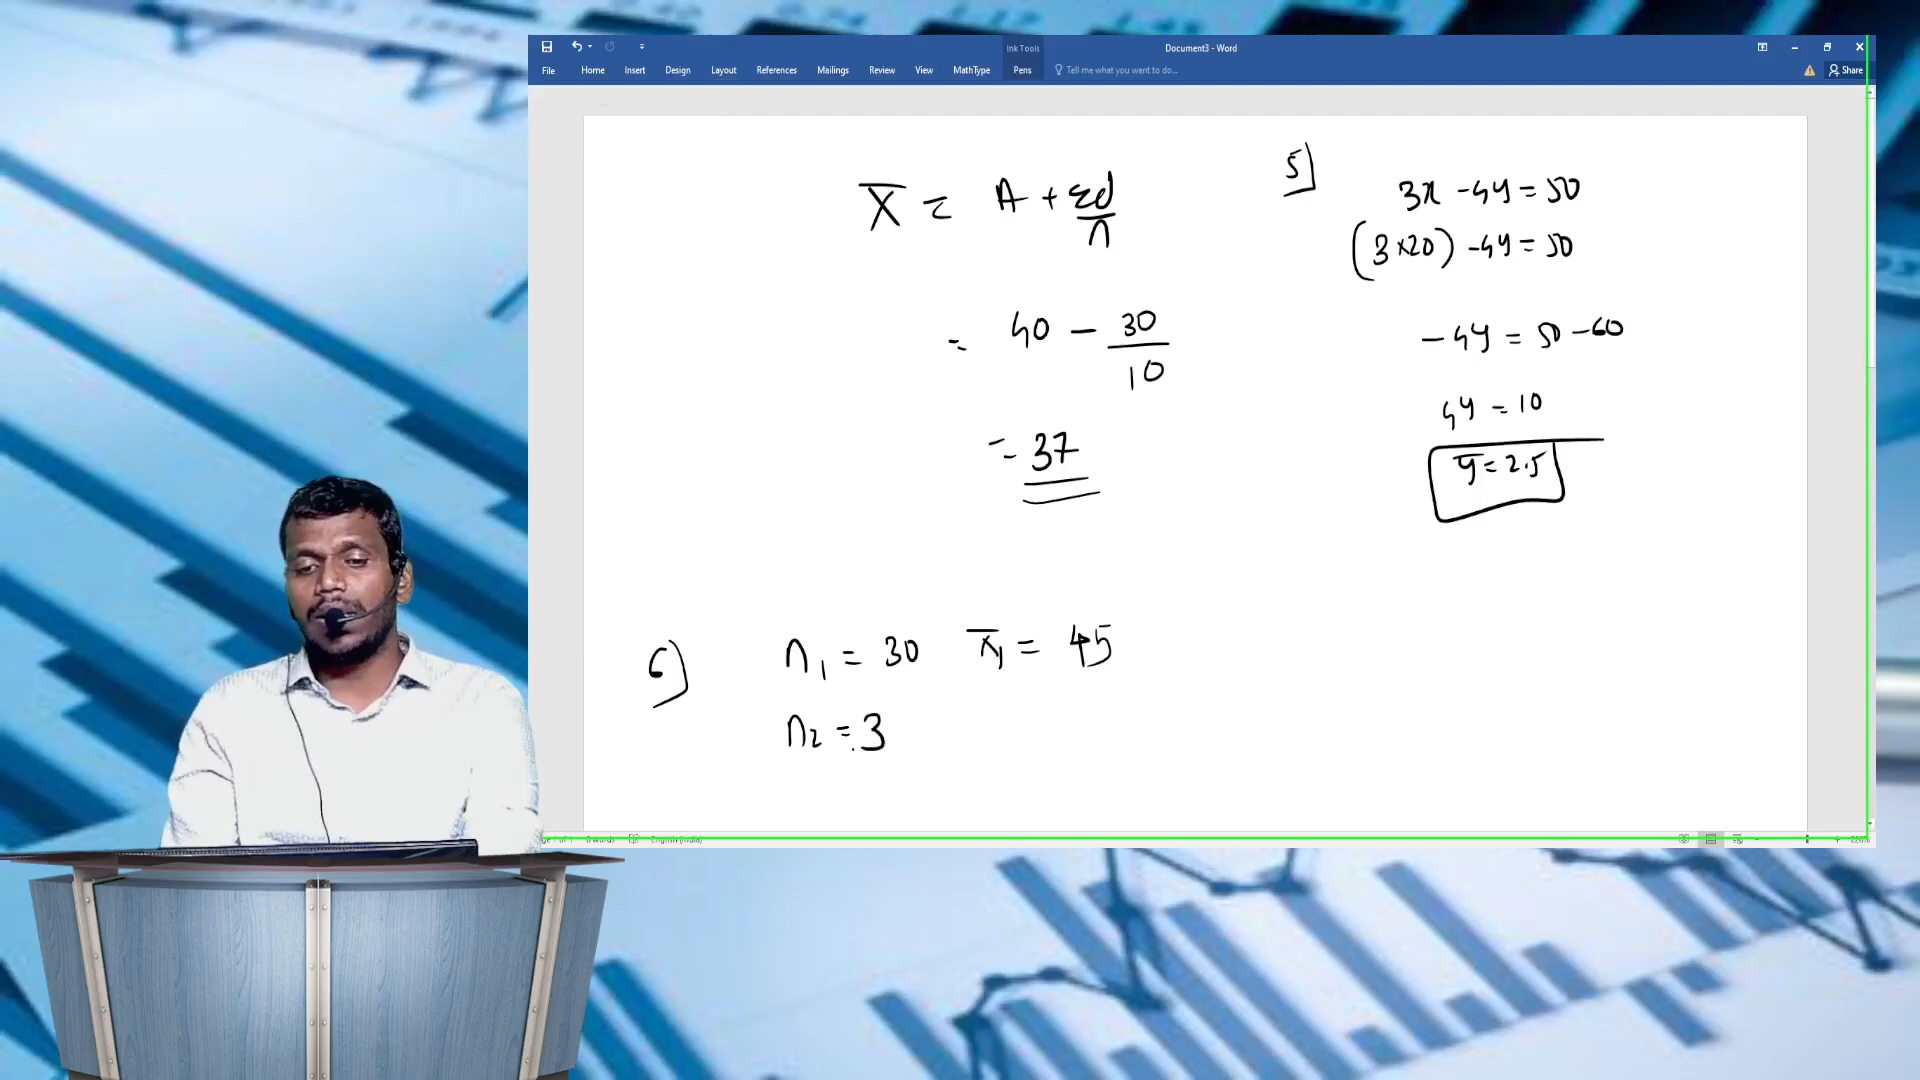 Ink Tools
Document3 - Word
File Home Insert Design Layout References Mailings Review View MathType Pens Tell me what you want to do... Share
X̄ = A + Σd/n
= 40 - 30/10
= 37
5)
3x - 4y = 50
(3×20) - 4y = 50
- 4y = 50 - 60
4y = 10
ȳ = 2.5
6)
n₁ = 30 x̄₁ = 45
n₂ = 3